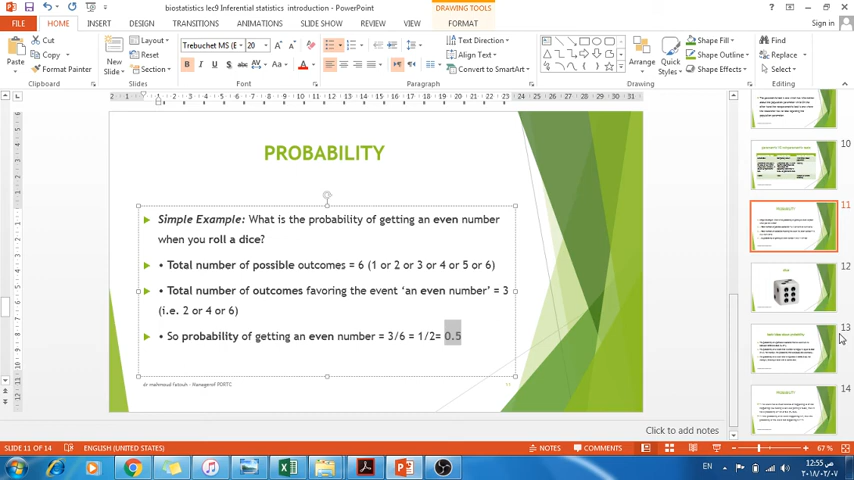 biostatistics lec9 Inferential statistics introduction - PowerPoint
DRAWING TOOLS
FILE HOME INSERT DESIGN TRANSITIONS ANIMATIONS SLIDE SHOW REVIEW VIEW FORMAT
Sign in
Paste
Cut
Copy
Format Painter
Clipboard
New Slide
Layout
Reset
Section
Slides
Trebuchet MS (E
20
Font
Paragraph
Text Direction
Align Text
Convert to SmartArt
Arrange
Quick Styles
Shape Fill
Shape Outline
Shape Effects
Drawing
Find
Replace
Select
Editing
PROBABILITY
Simple Example: What is the probability of getting an even number
when you roll a dice?
• Total number of possible outcomes = 6 (1 or 2 or 3 or 4 or 5 or 6)
• Total number of outcomes favoring the event ‘an even number’ = 3
(i.e. 2 or 4 or 6)
• So probability of getting an even number = 3/6 = 1/2= 0.5
11
10
11
PROBABILITY
12
dice
13
14
PROBABILITY
Click to add notes
SLIDE 11 OF 14
ENGLISH (UNITED STATES)
NOTES
COMMENTS
67 %
EN
12:55
٢٠١٨/٠٢/٠٧